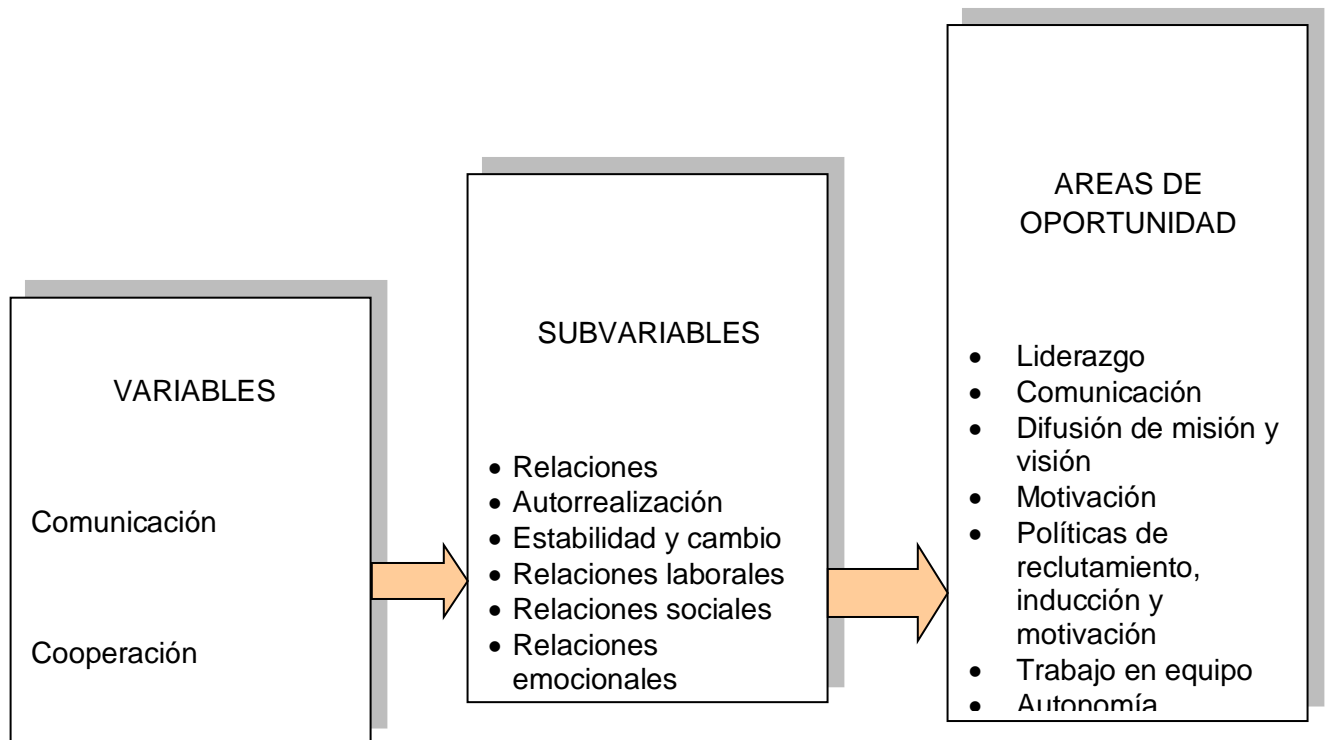 VARIABLES
Comunicación
Cooperación
SUBVARIABLES
• Relaciones
• Autorrealización
• Estabilidad y cambio
• Relaciones laborales
• Relaciones sociales
• Relaciones
emocionales
AREAS DE
OPORTUNIDAD
• Liderazgo
• Comunicación
• Difusión de misión y
visión
• Motivación
• Políticas de
reclutamiento,
inducción y
motivación
• Trabajo en equipo
• Autonomía